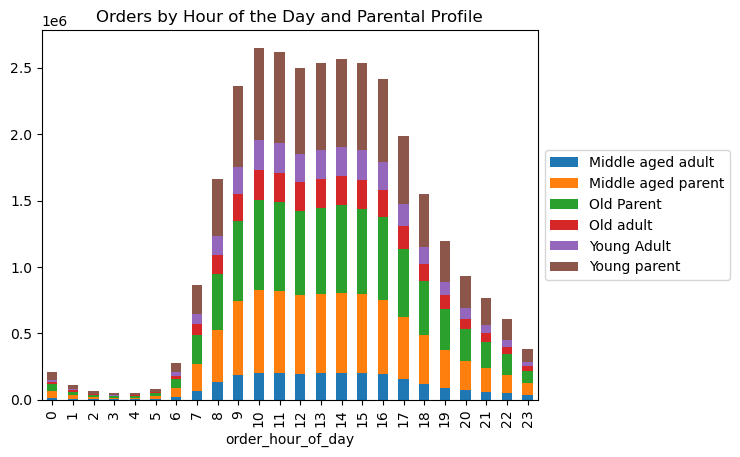 Orders by Hour of the Day and Parental Profile
1e6
2.5
2.0
1.5
1.0
0.5
0.0
0 1 2 3 4 5 6 7 8 9 10 11 12 13 14 15 16 17 18 19 20 21 22 23
order_hour_of_day
Middle aged adult
Middle aged parent
Old Parent
Old adult
Young Adult
Young parent